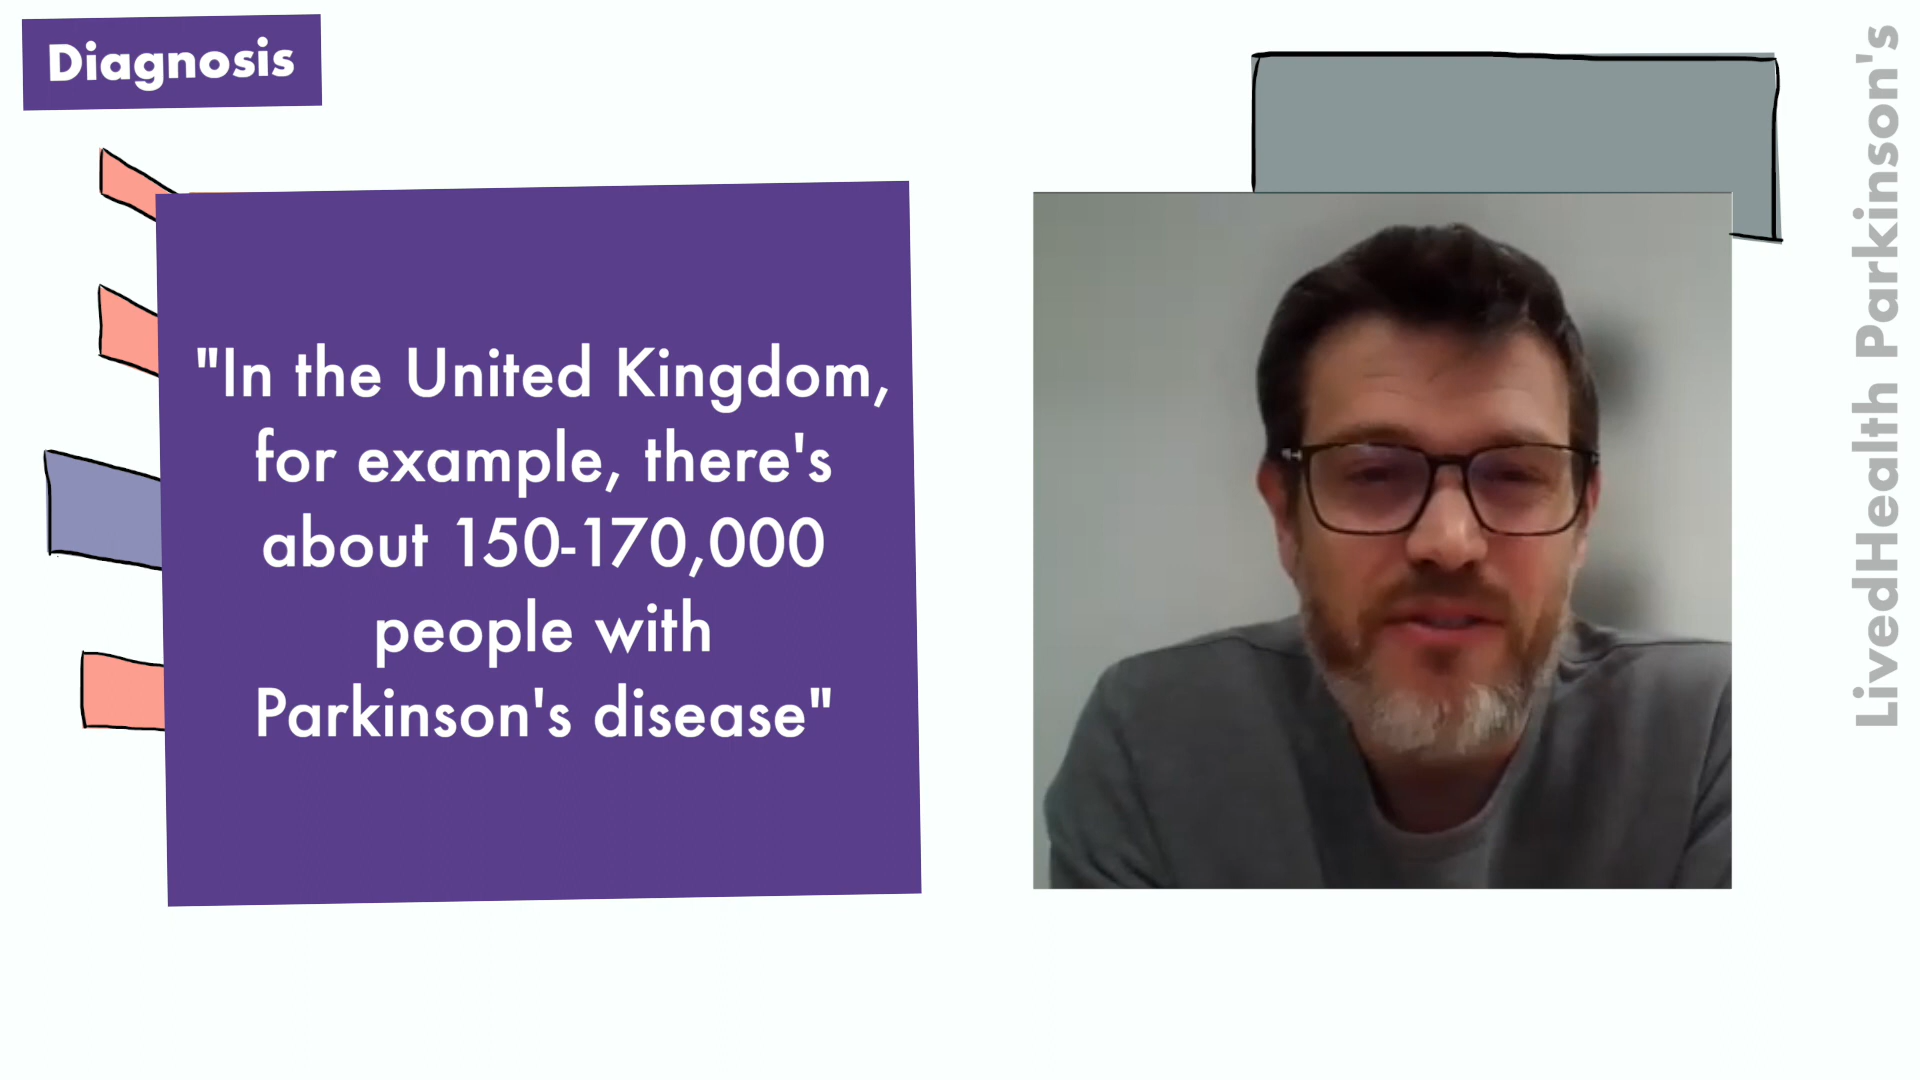 Diagnosis
"In the United Kingdom,
for example, there's
about 150-170,000
people with
Parkinson's disease"
LivedHealth Parkinson's